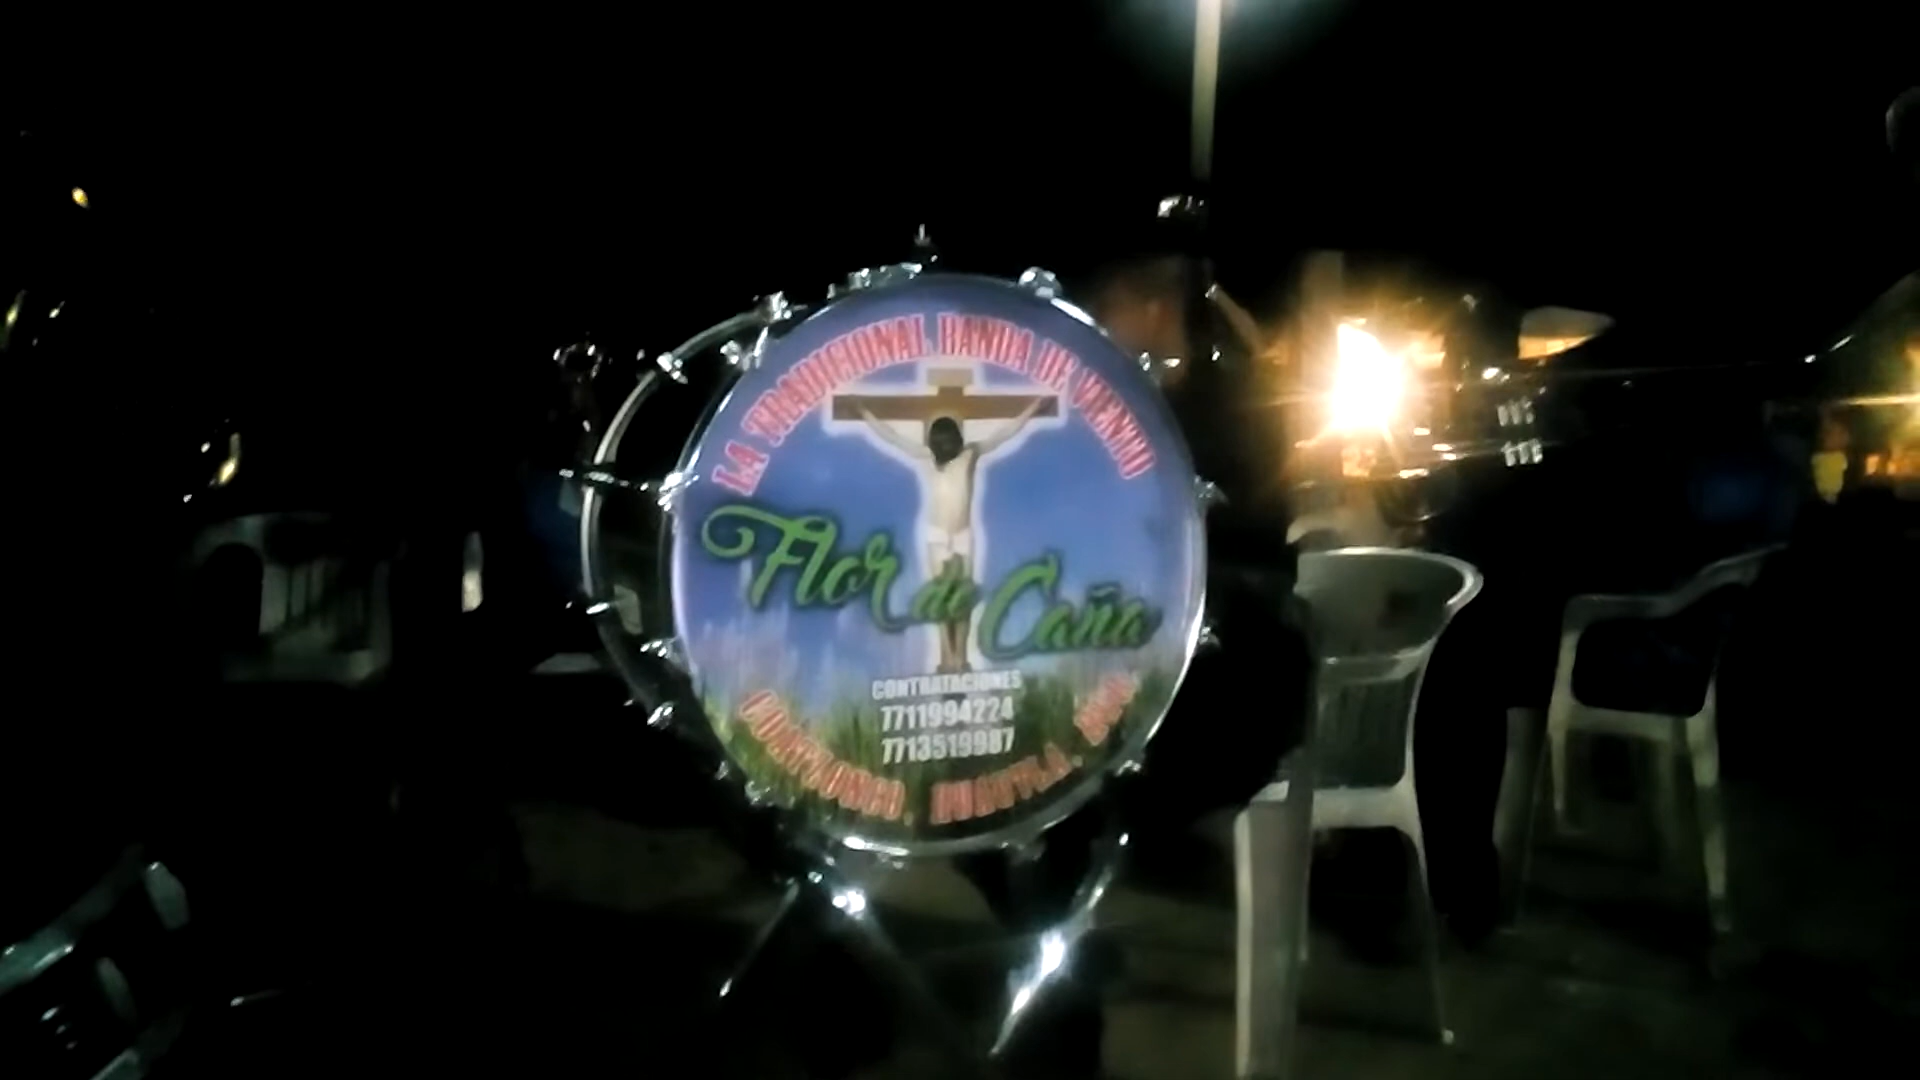 LA TRADICIONAL BANDA DE VIENTO
Flor de Caña
CONTRATACIONES
7711994224
7713519987